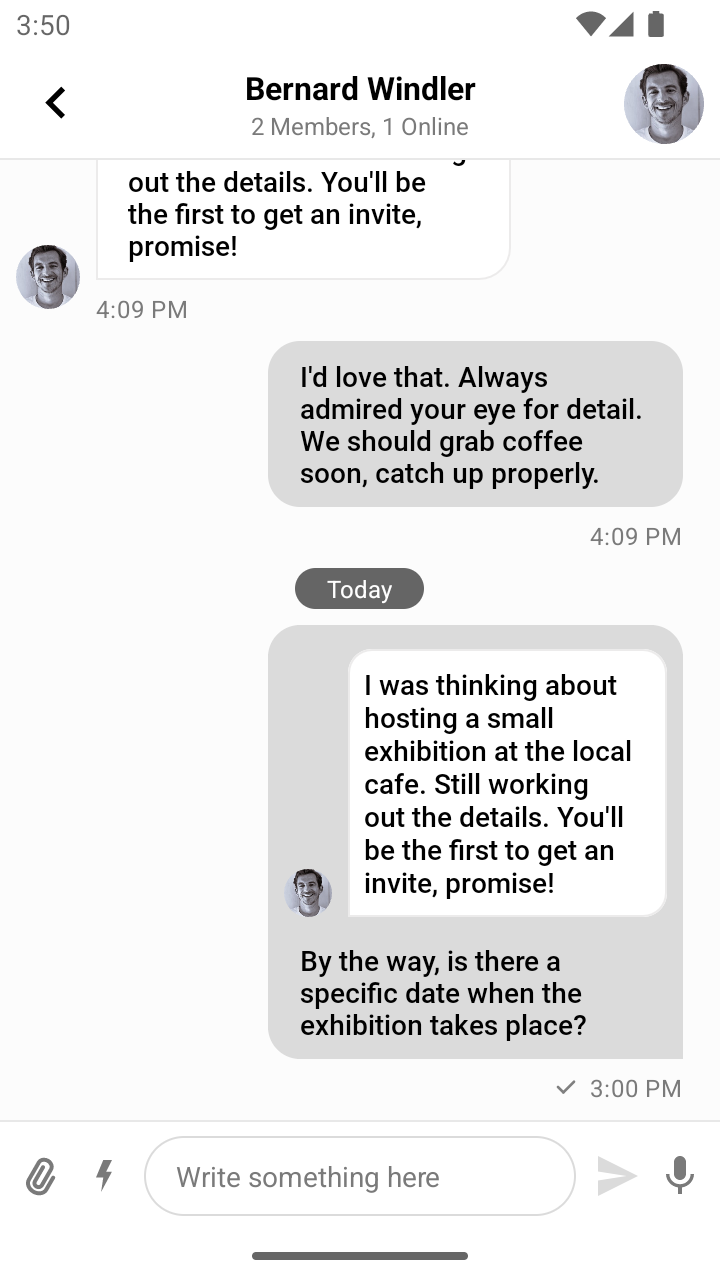 3:50
Bernard Windler
2 Members, 1 Online
out the details. You'll be
the first to get an invite,
promise!
4:09 PM
I'd love that. Always
admired your eye for detail.
We should grab coffee
soon, catch up properly.
4:09 PM
Today
I was thinking about
hosting a small
exhibition at the local
cafe. Still working
out the details. You'll
be the first to get an
invite, promise!
By the way, is there a
specific date when the
exhibition takes place?
3:00 PM
Write something here